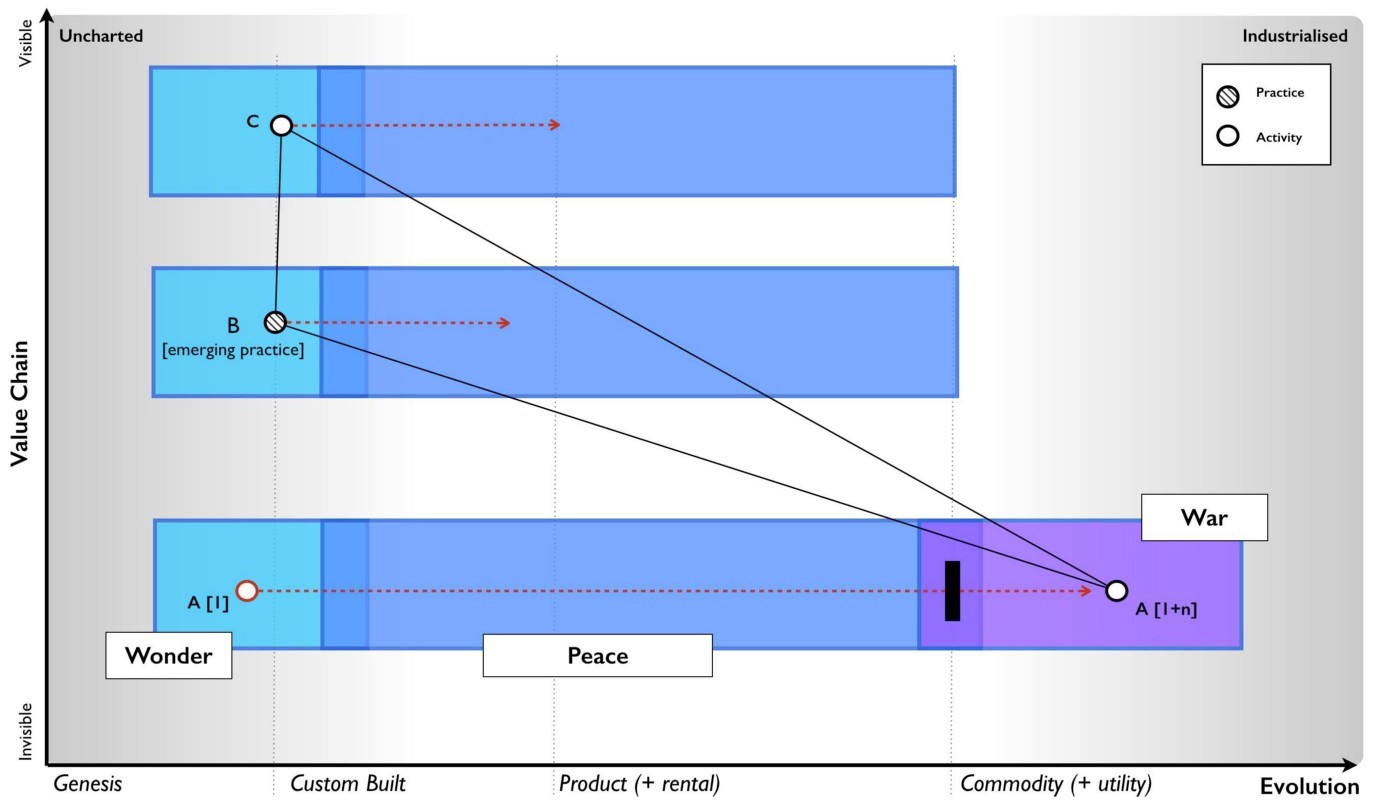 Visible
Uncharted
Industrialised
Practice
Activity
C
B
[emerging practice]
Value Chain
War
A [1]
A [1+n]
Wonder
Peace
Invisible
Genesis
Custom Built
Product (+ rental)
Commodity (+ utility)
Evolution